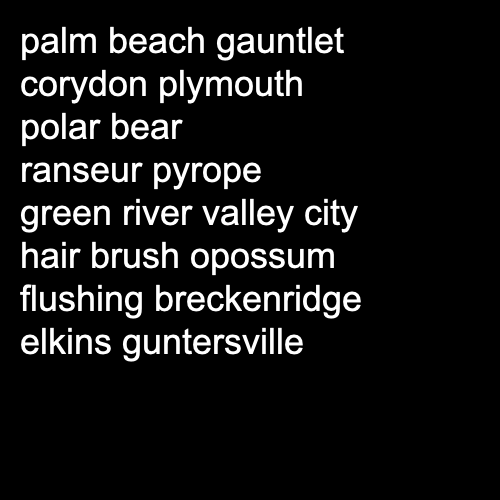 palm beach gauntlet
corydon plymouth
polar bear
ranseur pyrope
green river valley city
hair brush opossum
flushing breckenridge
elkins guntersville